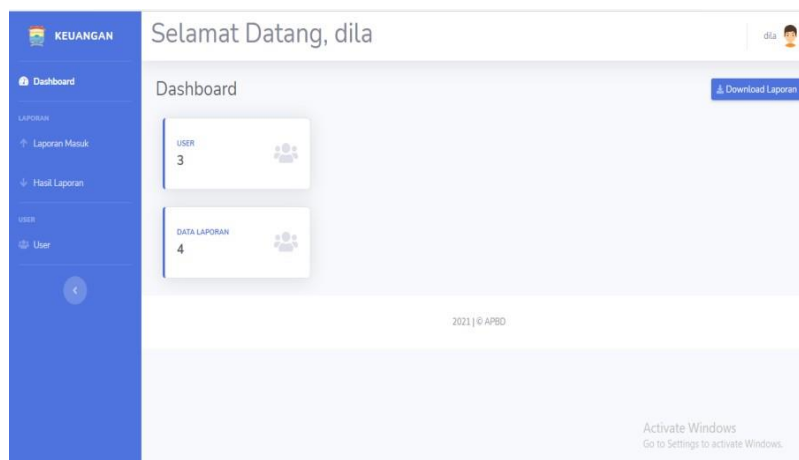 KEUANGAN
Selamat Datang, dila
dila
Dashboard
Dashboard
Download Laporan
LAPORAN
Laporan Masuk
Hasil Laporan
USER
User
USER
3
DATA LAPORAN
4
2021 | © APBD
Activate Windows
Go to Settings to activate Windows.